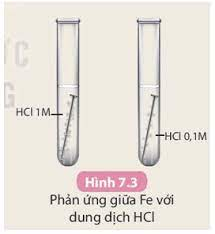 HCl 1M
HCl 0,1M
Hình 7.3
Phản ứng giữa Fe với
dung dịch HCl